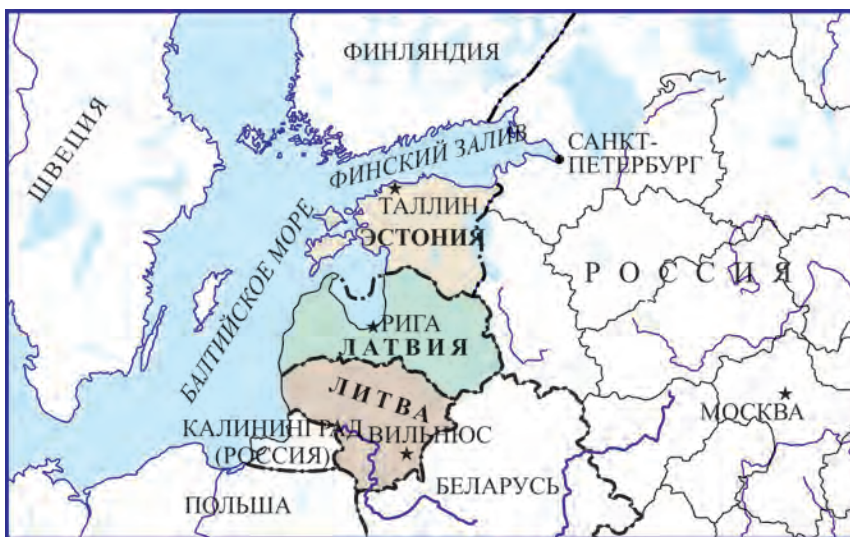 ФИНЛЯНДИЯ
ШВЕЦИЯ
ФИНСКИЙ ЗАЛИВ
САНКТ-
ПЕТЕРБУРГ
ТАЛЛИН
ЭСТОНИЯ
БАЛТИЙСКОЕ МОРЕ
РОССИЯ
РИГА
ЛАТВИЯ
ЛИТВА
МОСКВА
КАЛИНИНГРАД
(РОССИЯ)
ВИЛЬНЮС
БЕЛАРУСЬ
ПОЛЬША